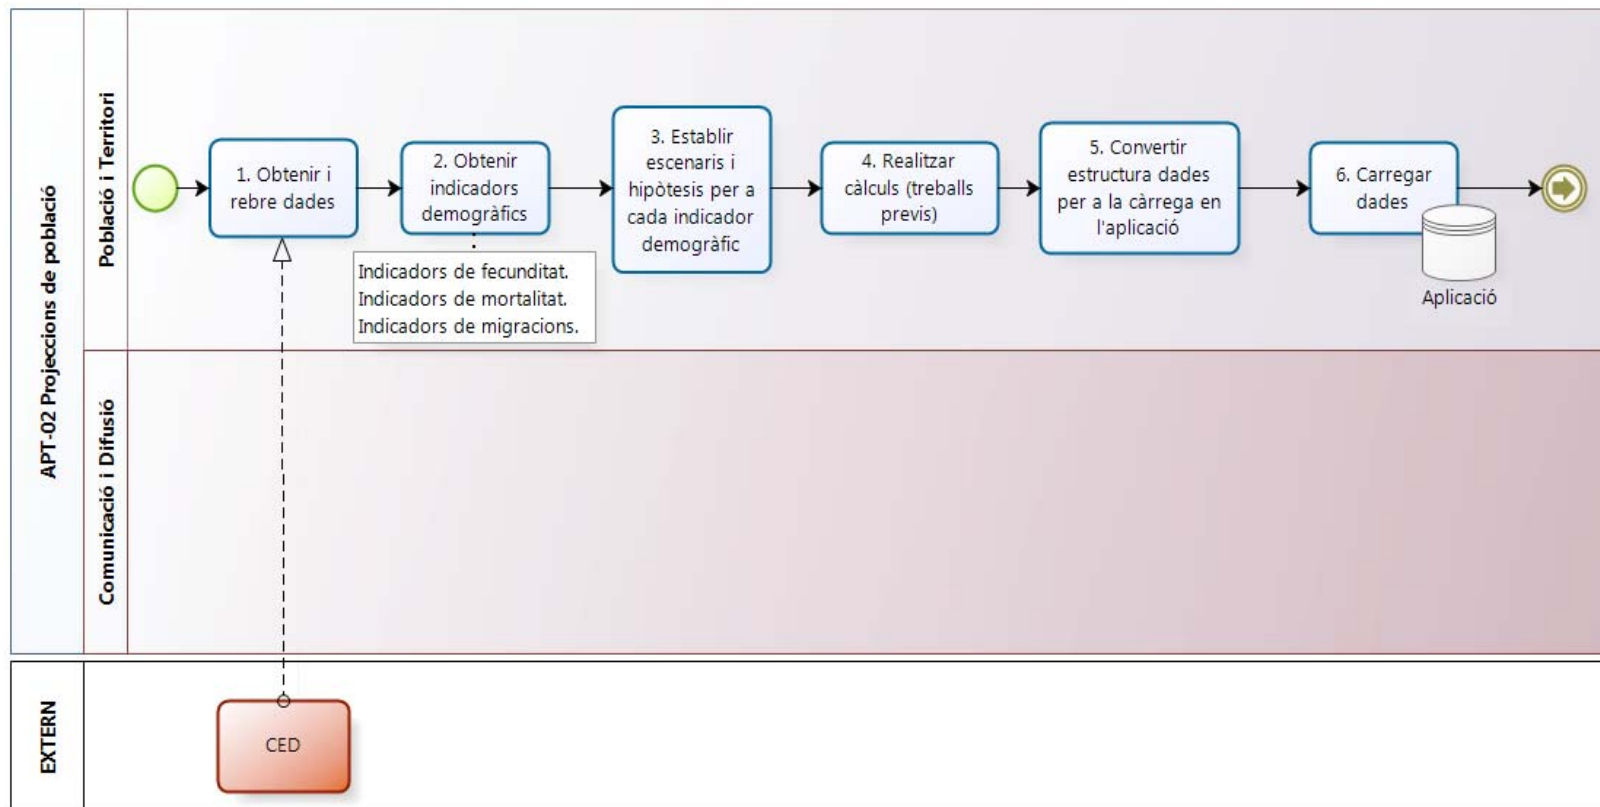 APT-02 Projeccions de població
Població i Territori
1. Obtenir i
rebre dades
2. Obtenir
indicadors
demogràfics
Indicadors de fecunditat.
Indicadors de mortalitat.
Indicadors de migracions.
3. Establir
escenaris i
hipòtesis per a
cada indicador
demogràfic
4. Realitzar
càlculs (treballs
previs)
5. Convertir
estructura dades
per a la càrrega en
l'aplicació
6. Carregar
dades
Aplicació
Comunicació i Difusió
EXTERN
CED